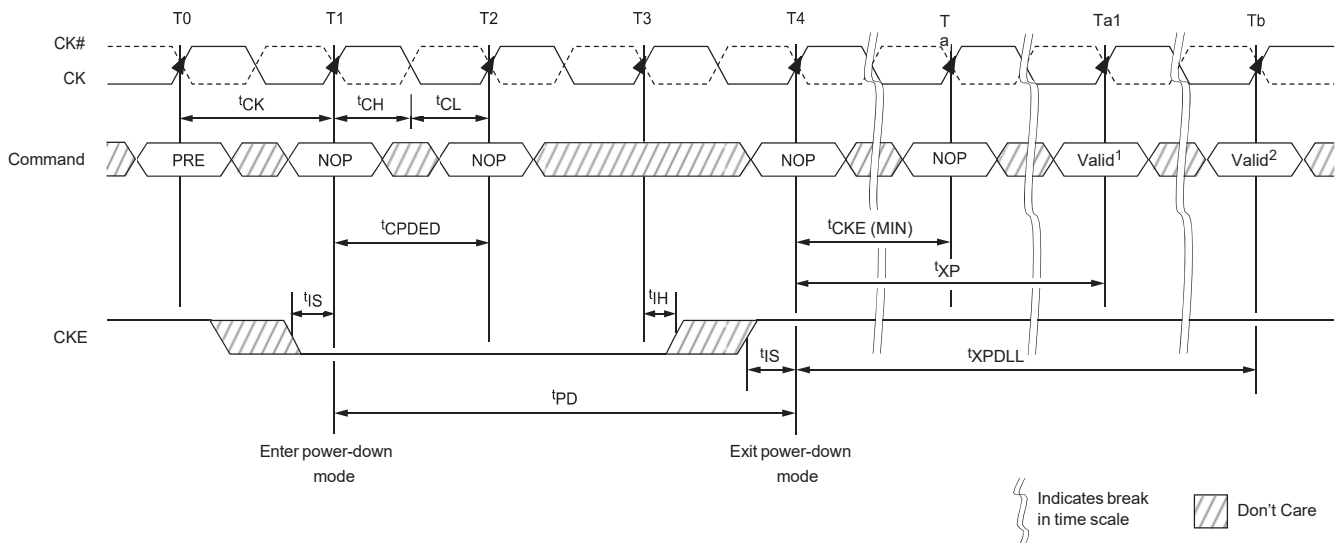 T0 T1 T2 T3 T4 T a Ta1 Tb
CK#
CK
tCK tCH tCL
Command PRE NOP NOP NOP NOP Valid1 Valid2
tCPDED tCKE (MIN)
tXP
tIS tIH
CKE
tIS tXPDLL
tPD
Enter power-down
mode
Exit power-down
mode
Indicates break
in time scale
Don't Care